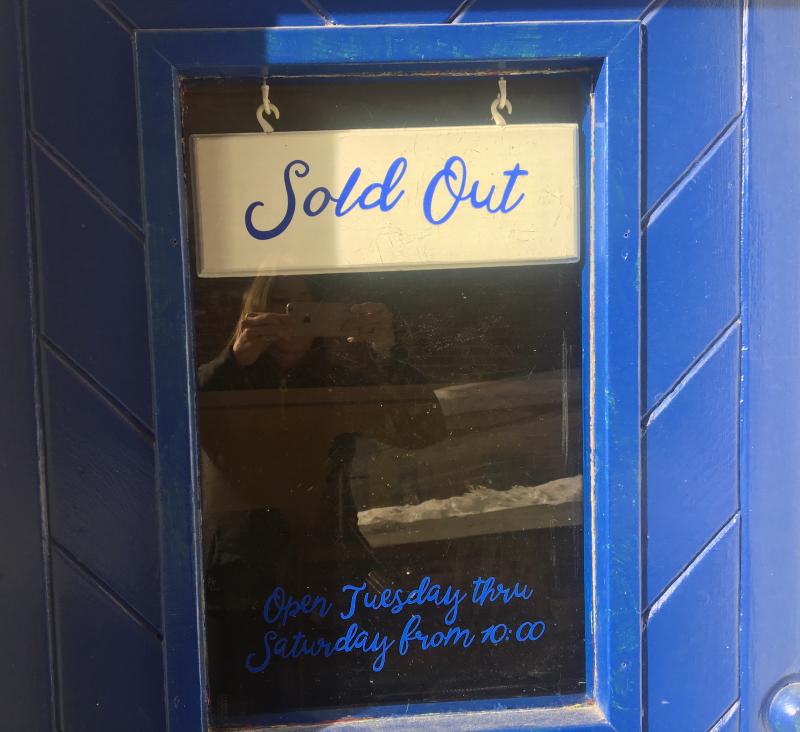 Sold Out
Open Tuesday thru
Saturday from 10:00